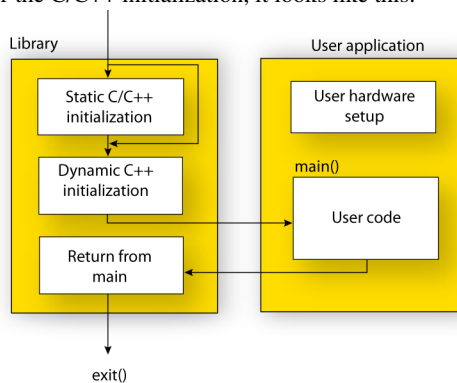 r the C/C++ initialization, it looks like this:
Library
User application
Static C/C++
initialization
User hardware
setup
Dynamic C++
initialization
main()
User code
Return from
main
exit()